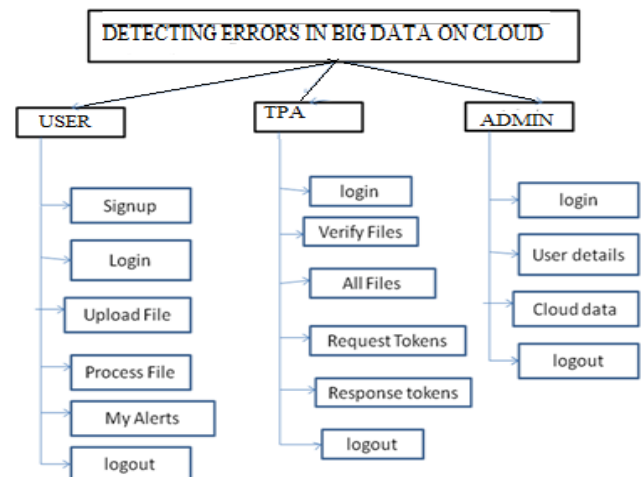 DETECTING ERRORS IN BIG DATA ON CLOUD
USER
Signup
Login
Upload File
Process File
My Alerts
logout
TPA
login
Verify Files
All Files
Request Tokens
Response tokens
logout
ADMIN
login
User details
Cloud data
logout